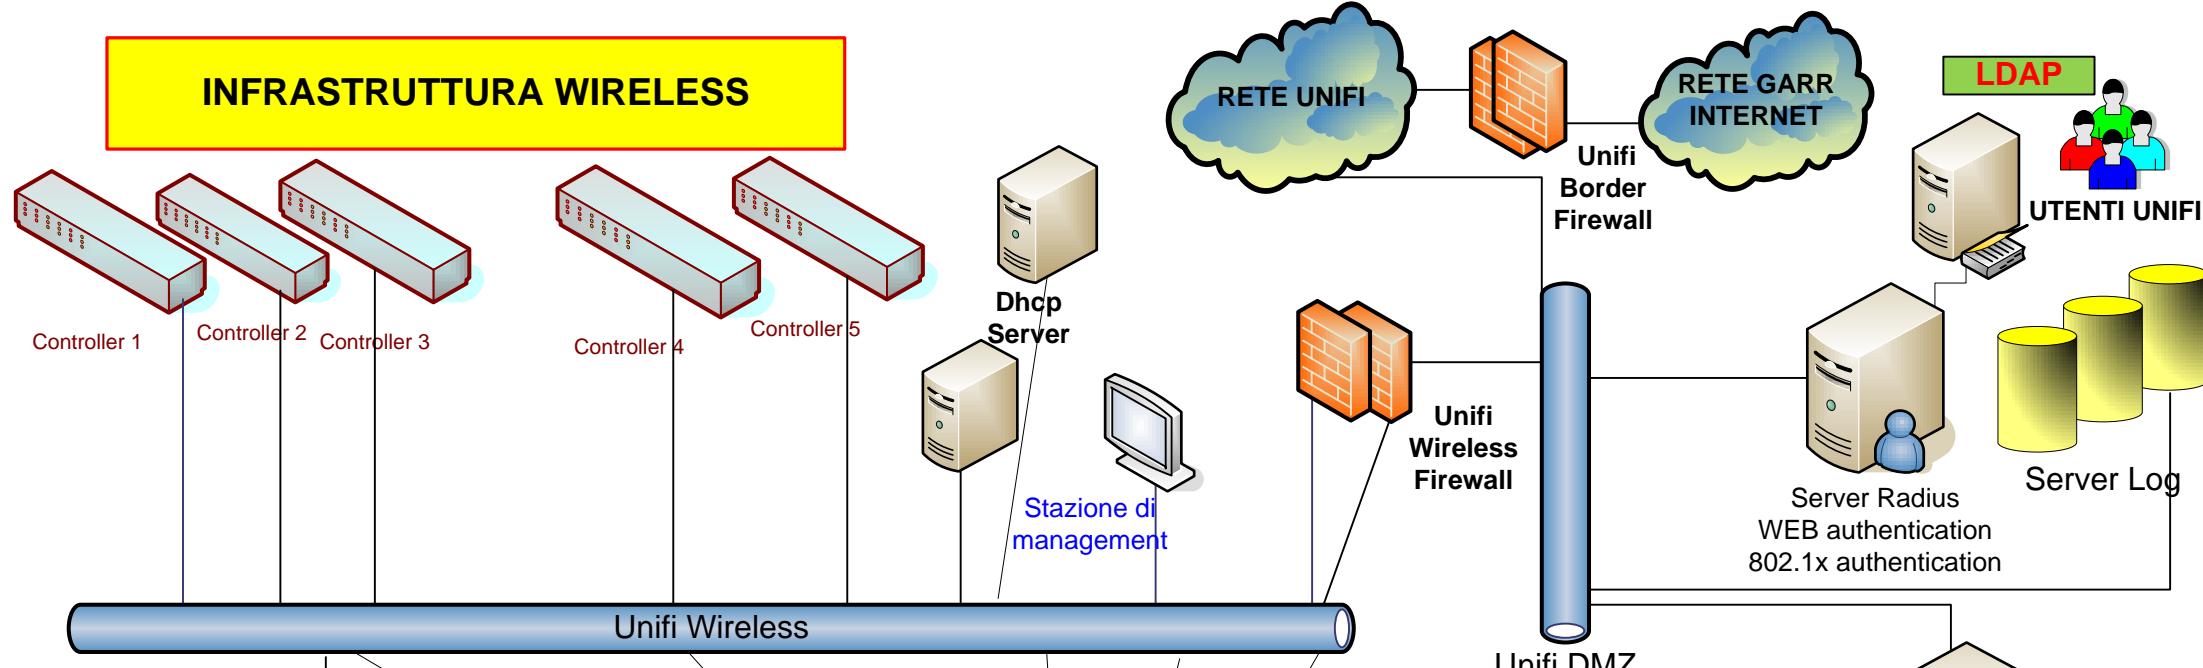 INFRASTRUTTURA WIRELESS
RETE UNIFI
RETE GARR
INTERNET
LDAP
Unifi
Border
Firewall
UTENTI UNIFI
Controller 1
Controller 2
Controller 3
Controller 4
Controller 5
Dhcp
Server
Unifi
Wireless
Firewall
Stazione di
management
Server Log
Server Radius
WEB authentication
802.1x authentication
Unifi Wireless
Unifi DMZ